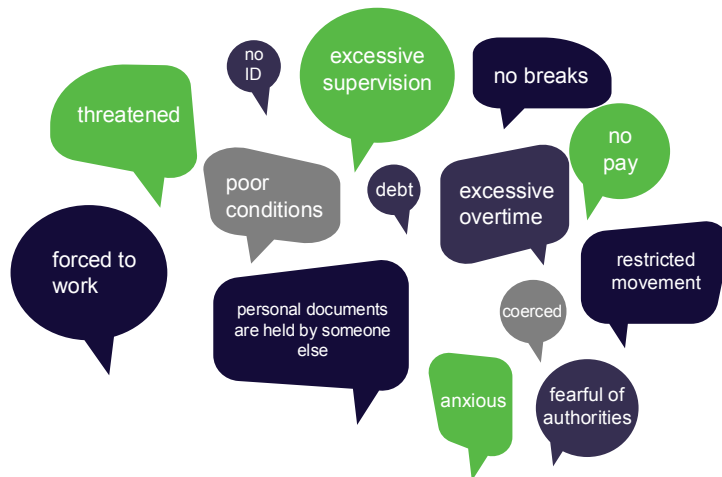 no
ID
excessive
supervision
no breaks
threatened
no
pay
poor
conditions
debt
excessive
overtime
forced to
work
restricted
movement
personal documents
are held by someone
else
coerced
anxious
fearful of
authorities